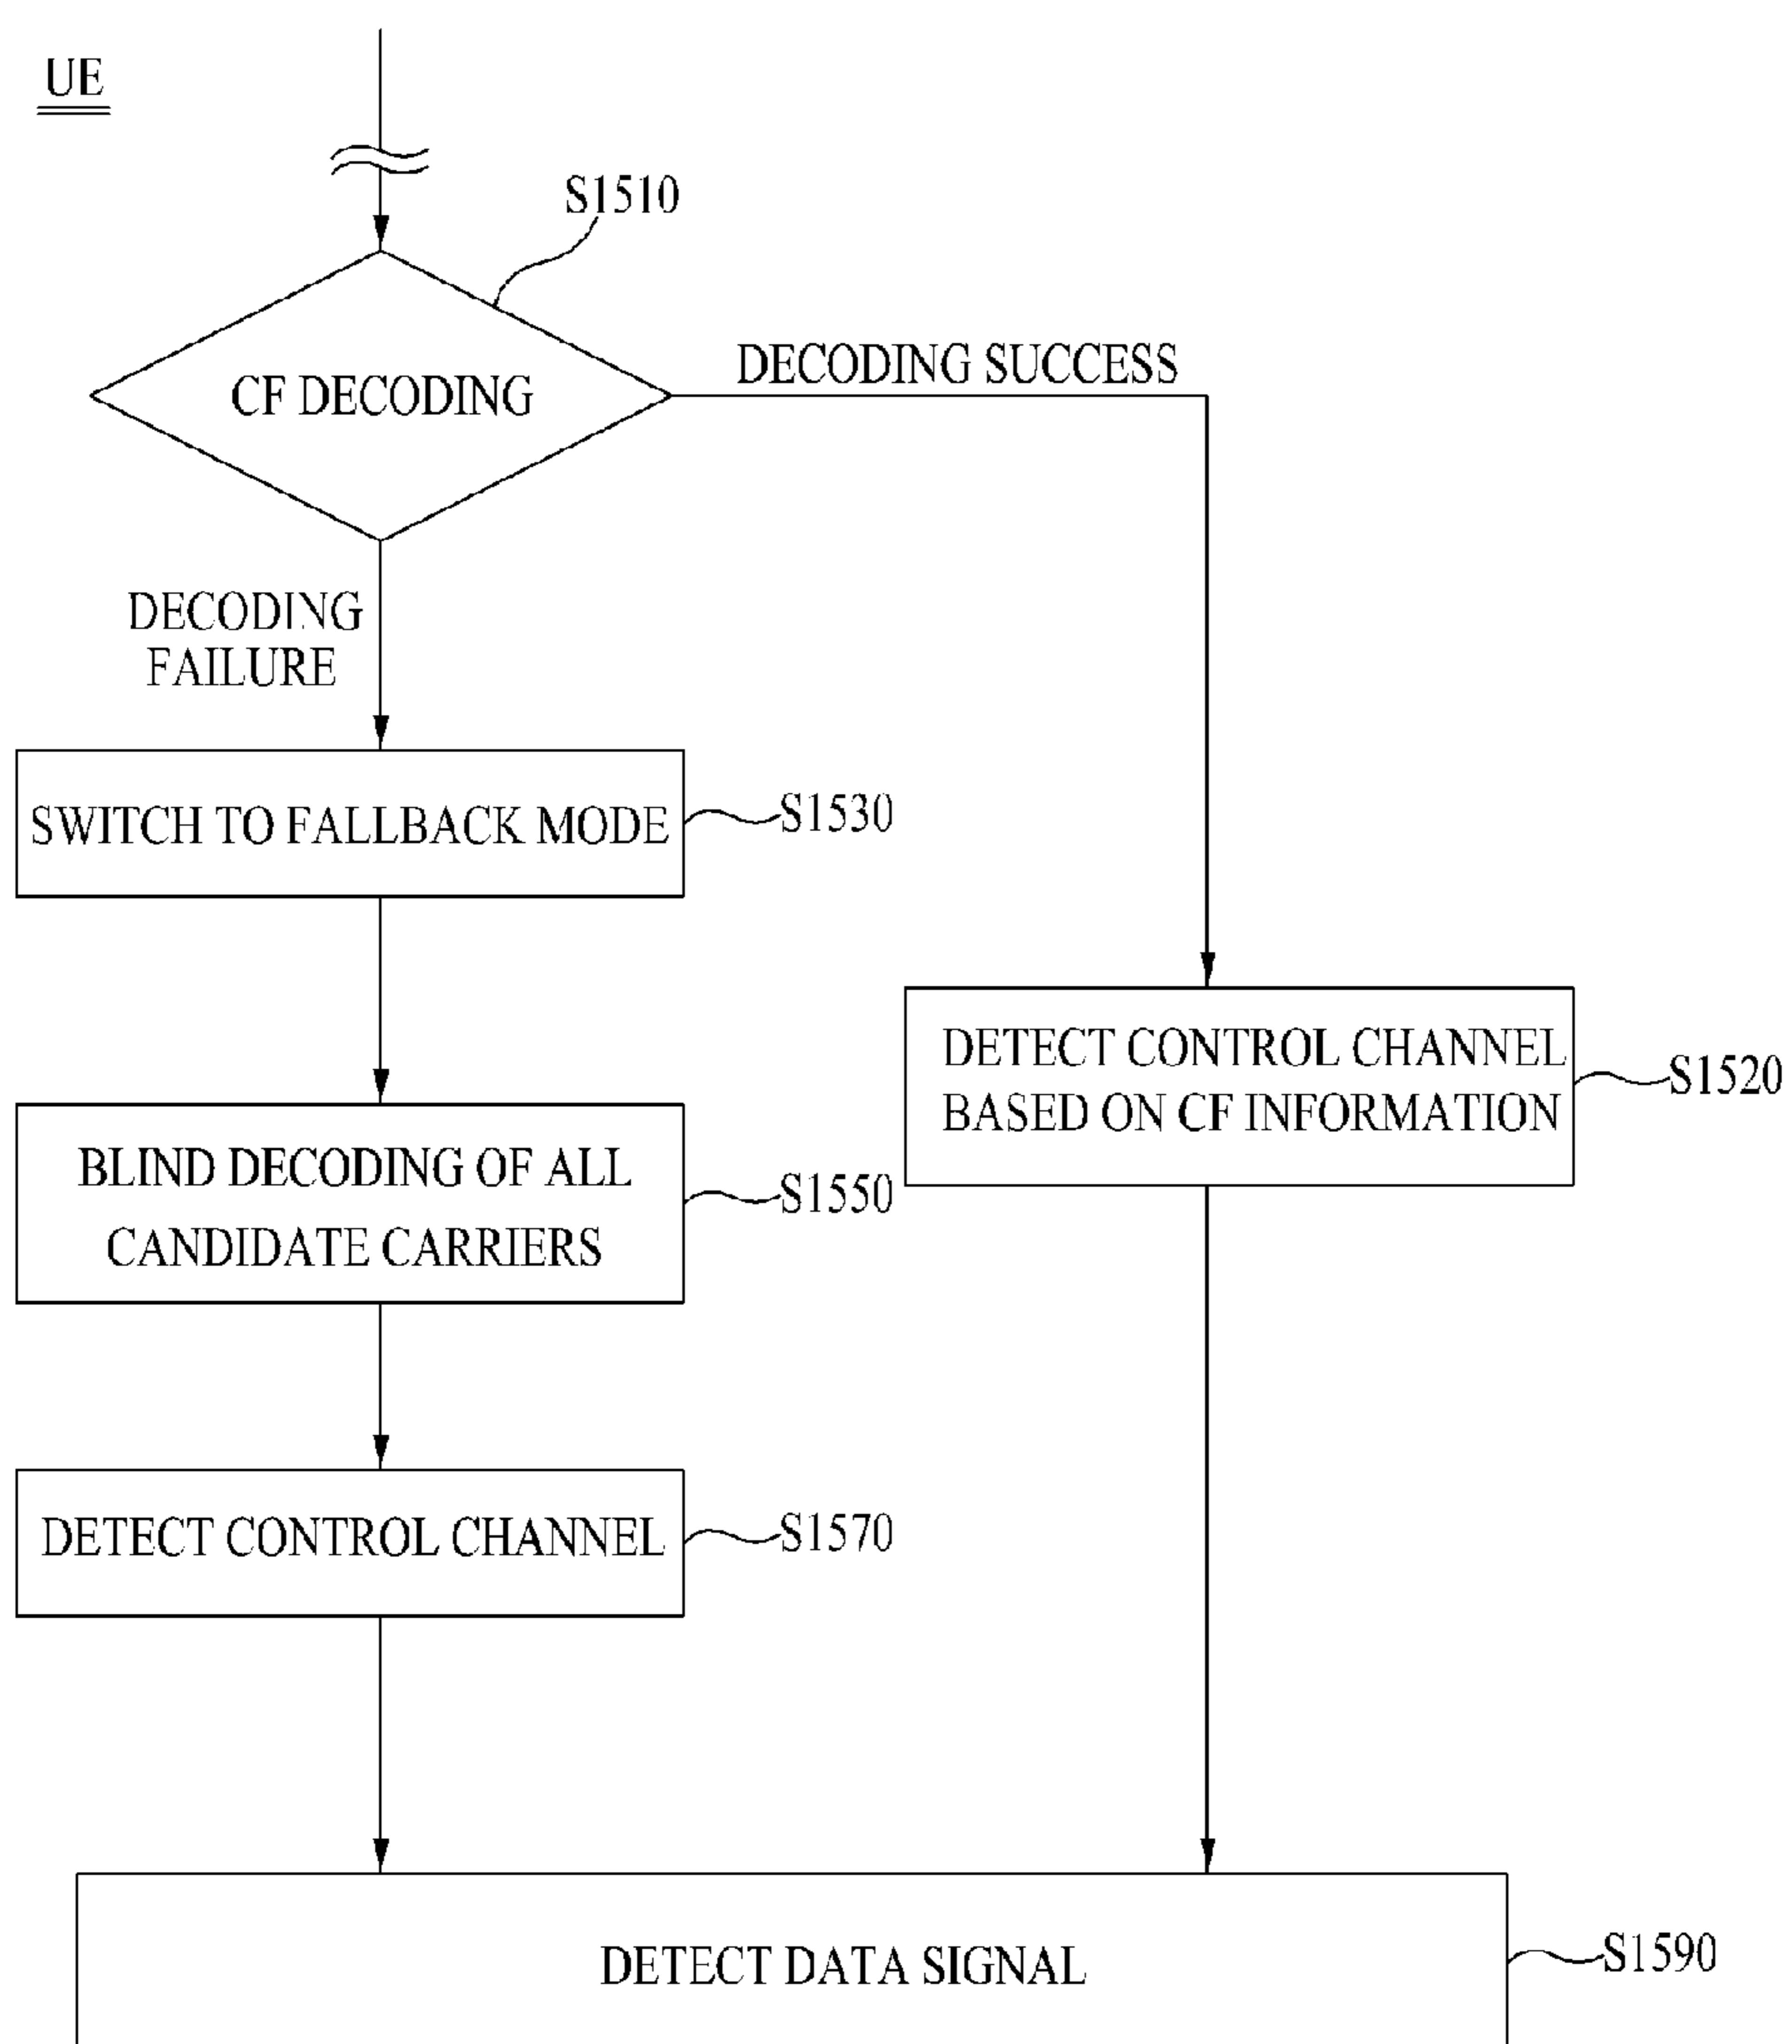 UE
S1510
DECODING SUCCESS
CF DECODING
DECODING
FAILURE
SWITCH TO FALLBACK MODE
S1530
DETECT CONTROL CHANNEL
BASED ON CF INFORMATION
S1520
BLIND DECODING OF ALL
CANDIDATE CARRIERS
S1550
DETECT CONTROL CHANNEL
S1570
DETECT DATA SIGNAL
S1590